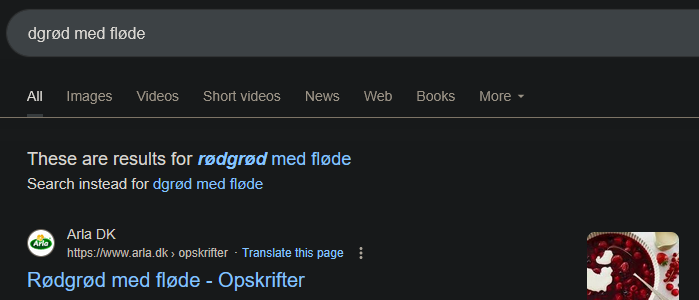 dgrød med fløde
All Images Videos Short videos News Web Books More
These are results for rødgrød med fløde
Search instead for dgrød med fløde
Arla
Arla DK
https://www.arla.dk › opskrifter · Translate this page
Rødgrød med fløde - Opskrifter